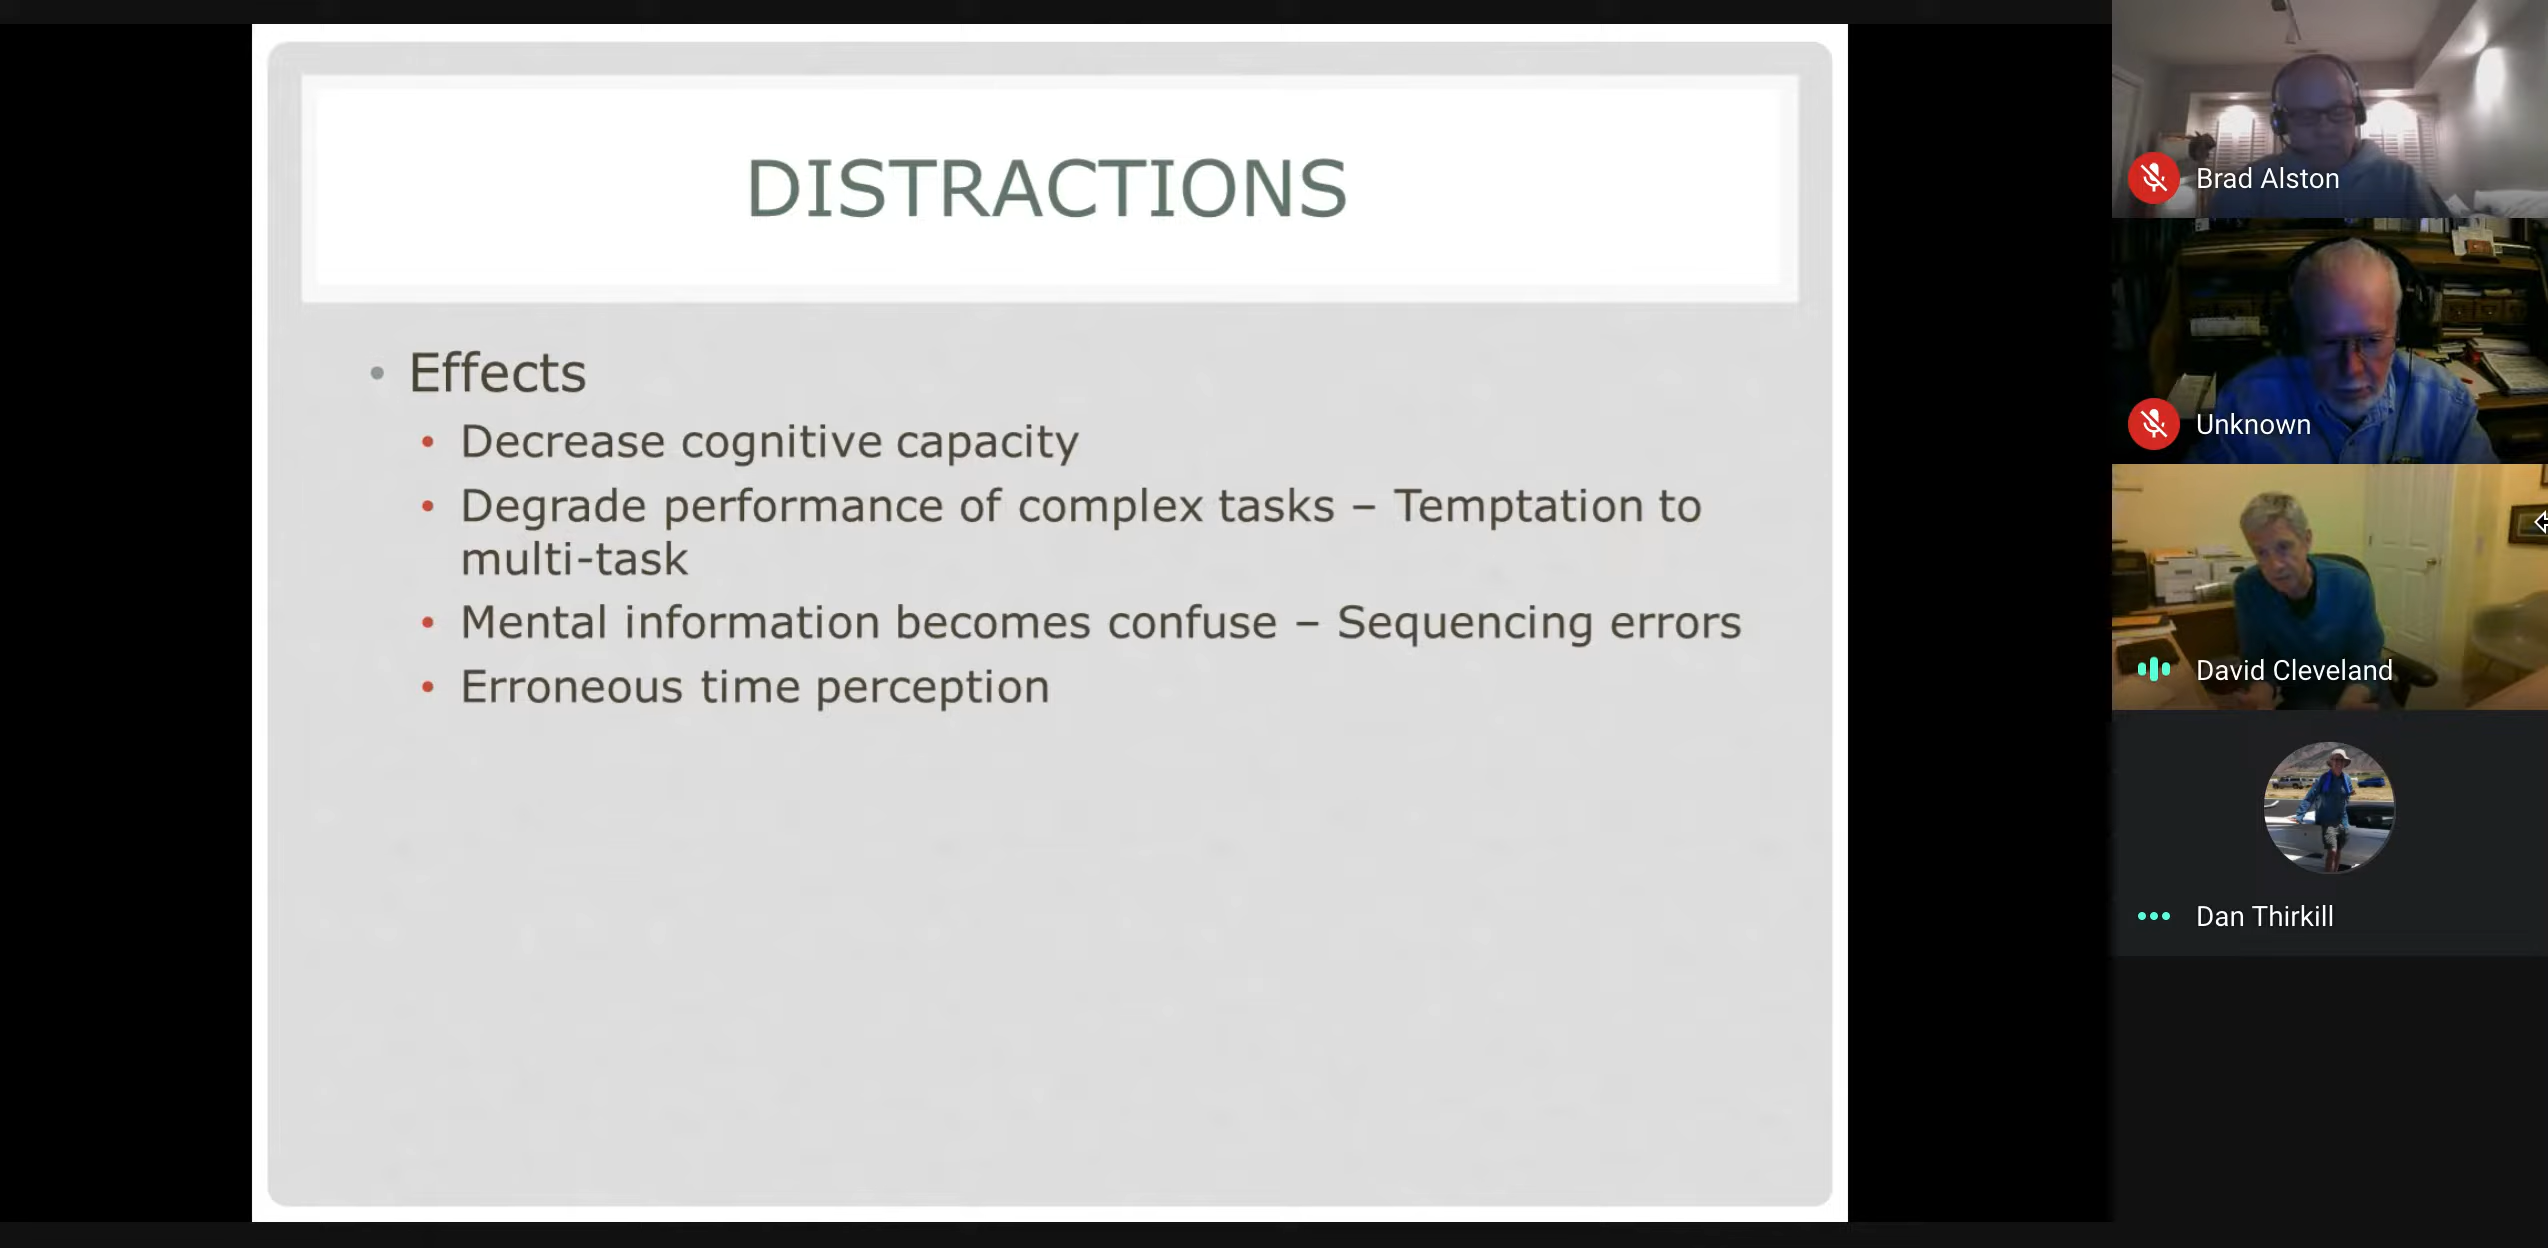 DISTRACTIONS
Effects
Decrease cognitive capacity
Degrade performance of complex tasks – Temptation to
multi-task
Mental information becomes confuse – Sequencing errors
Erroneous time perception
Brad Alston
Unknown
David Cleveland
Dan Thirkill